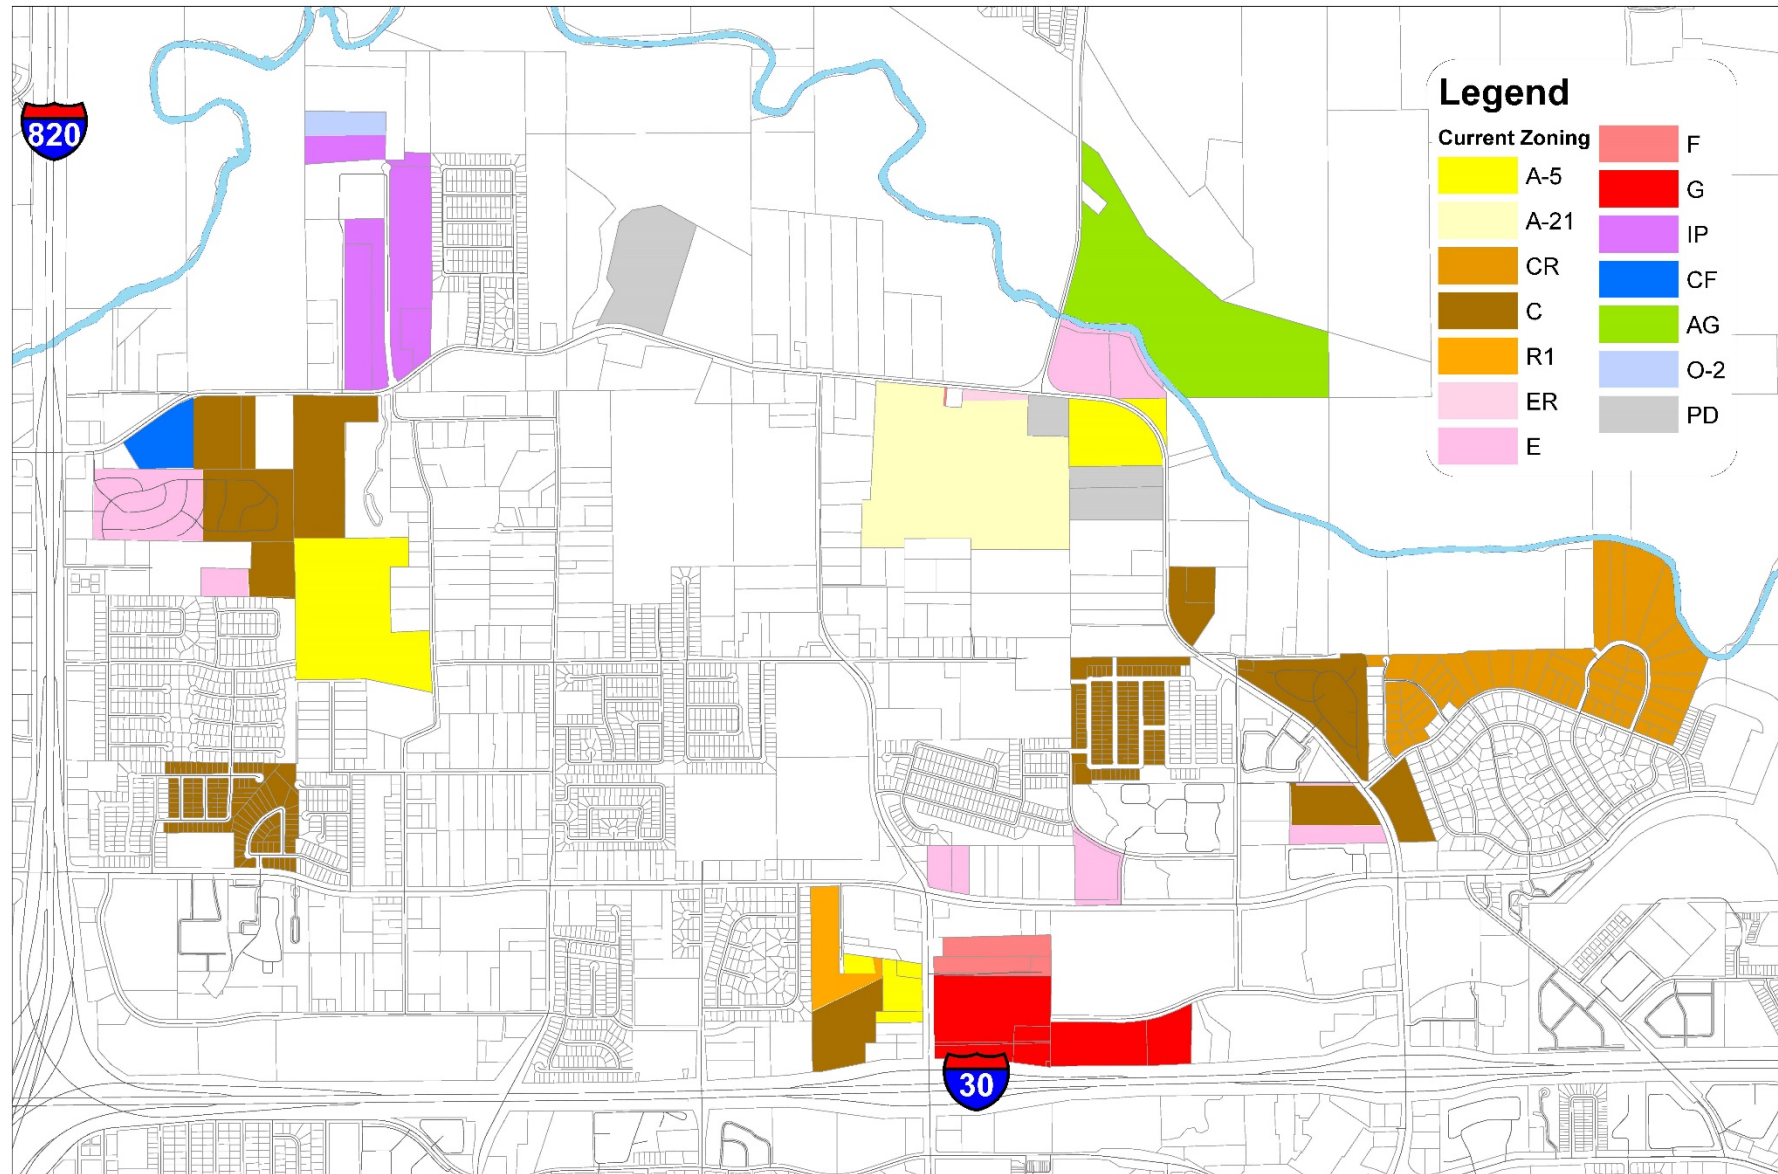 820
Legend
Current Zoning
A-5
A-21
CR
C
R1
ER
E
F
G
IP
CF
AG
O-2
PD
30